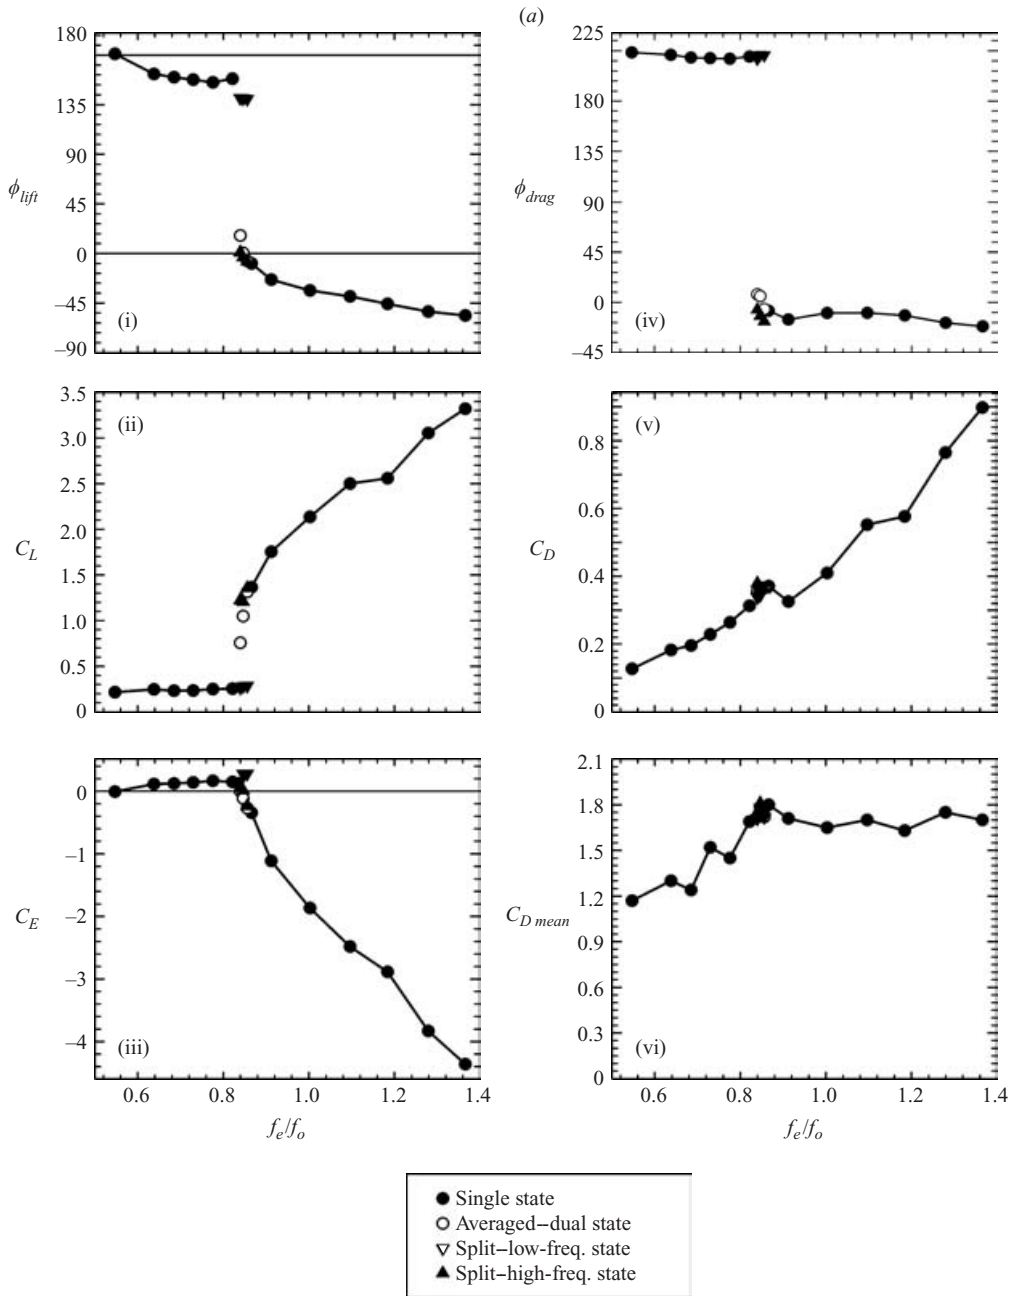 (a)
180
135
90
45
0
−45
−90
ϕlift
(i)
225
180
135
90
45
0
−45
ϕdrag
(iv)
3.5
3.0
2.5
2.0
1.5
1.0
0.5
0
CL
(ii)
0.8
0.6
0.4
0.2
0
CD
(v)
0
−1
−2
−3
−4
CE
(iii)
0.6 0.8 1.0 1.2 1.4
fe/fo
2.1
1.8
1.5
1.2
0.9
0.6
0.3
0
CD mean
(vi)
0.6 0.8 1.0 1.2 1.4
fe/fo
Single state
Averaged−dual state
Split−low-freq. state
Split−high-freq. state